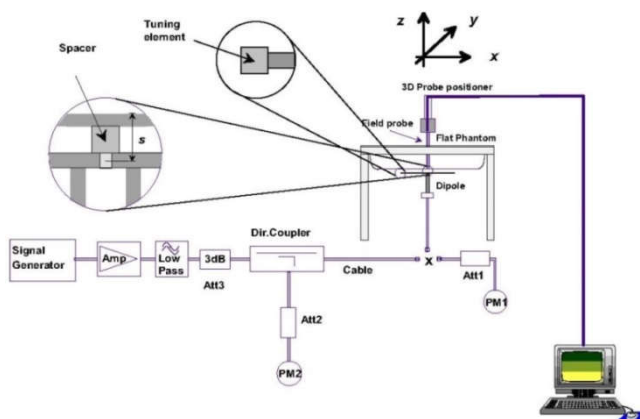 Tuning
element
Spacer
s
z
y
x
3D Probe positioner
Field probe
Flat Phantom
Dipole
Signal
Generator
Amp
Low
Pass
3dB
Att3
Dir.Coupler
Cable
x
Att1
PM1
Att2
PM2